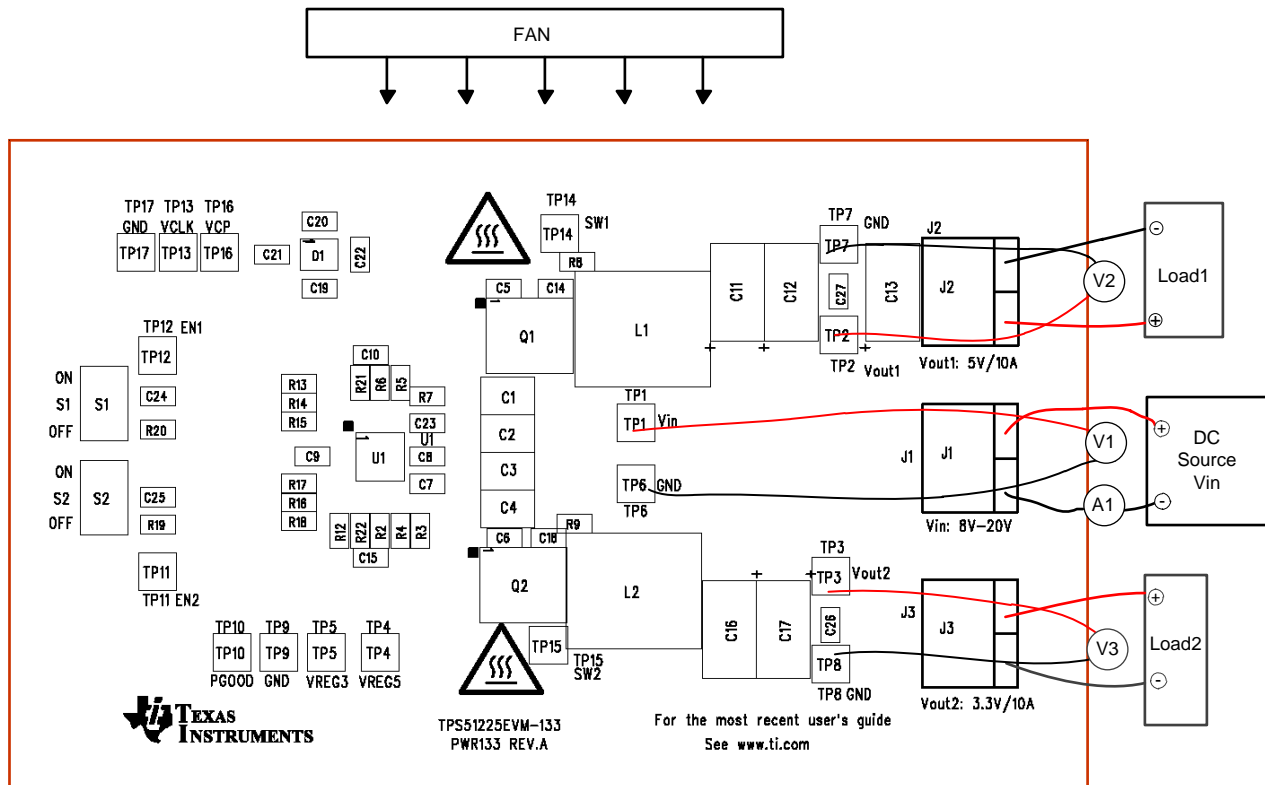 FAN
TP17 TP13 TP16
GND VCLK VCP
TP17 TP13 TP16
C20
C21 D1 C22
C19
TP14
SW1
TP14
R8
TP7
GND
TP7
J2
C5 C14
Q1
L1
C11 C12 C27 C13
J2
V2
Load1
-
+
TP2
TP2
Vout1
Vout1: 5V/10A
TP12 EN1
TP12
ON
S1 S1
OFF
C24
R20
R13
R14
R15
C10
R21 R6 R5
R7
C23
U1
U1
C8
C7
C9
C1
C2
C3
C4
TP1
TP1 Vin
TP6 GND
TP6
J1 J1
Vin: 8V-20V
V1
A1
+
DC
Source
Vin
-
ON
S2 S2
OFF
C25
R19
R17
R16
R18
R12 R22 R2 R4 R3
C15
TP11
TP11 EN2
C6 C18 R9
Q2
L2
TP3
TP3 Vout2
C16 C17 C26
TP8
TP8 GND
J3 J3
Vout2: 3.3V/10A
V3
+
Load2
-
TP15
TP15
SW2
TP10 TP9 TP5 TP4
TP10 TP9 TP5 TP4
PGOOD GND VREG3 VREG5
TEXAS
INSTRUMENTS
TPS51225EVM-133
PWR133 REV.A
For the most recent user's guide
See www.ti.com